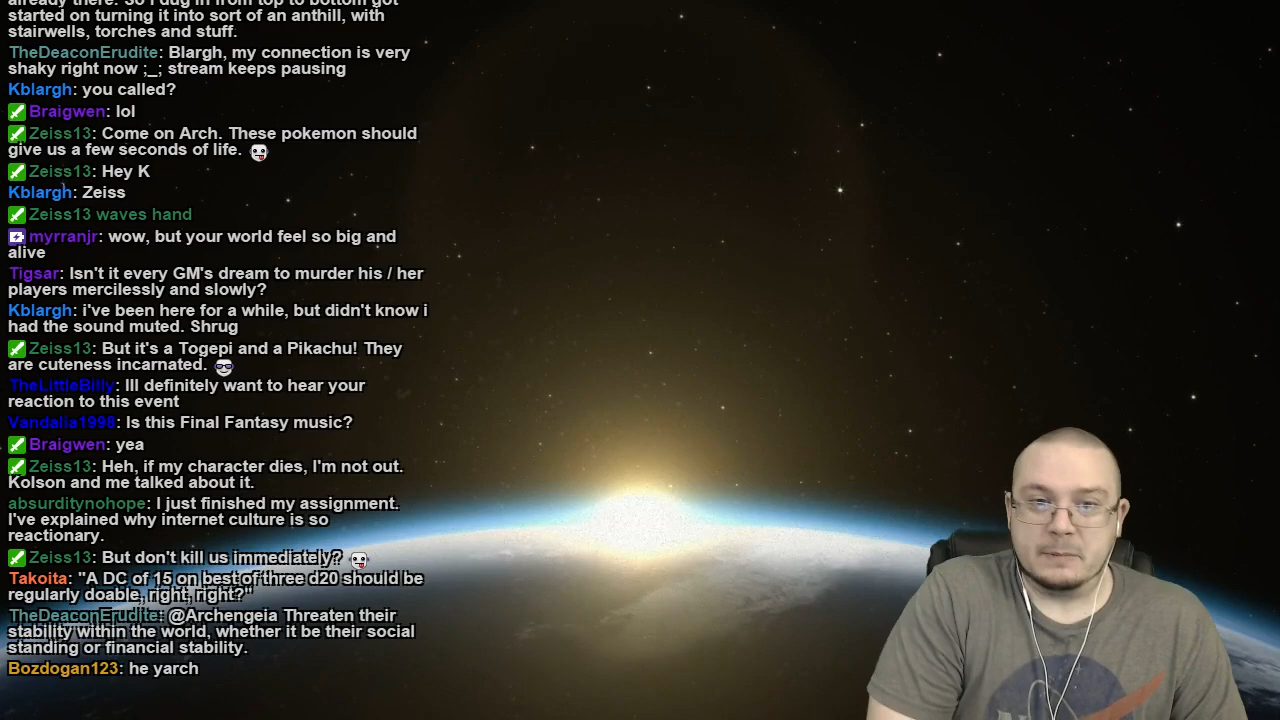 already there. So I dug in from top to bottom got
started on turning it into sort of an anthill, with
stairwells, torches and stuff.
TheDeaconErudite: Blargh, my connection is very
shaky right now ;_; stream keeps pausing
Kblargh: you called?
Braigwen: lol
Zeiss13: Come on Arch. These pokemon should
give us a few seconds of life.
Zeiss13: Hey K
Kblargh: Zeiss
Zeiss13 waves hand
myrranjr: wow, but your world feel so big and
alive
Tigsar: Isn't it every GM's dream to murder his / her
players mercilessly and slowly?
Kblargh: i've been here for a while, but didn't know i
had the sound muted. Shrug
Zeiss13: But it's a Togepi and a Pikachu! They
are cuteness incarnated.
TheLittleBilly: Ill definitely want to hear your
reaction to this event
Vandalia1998: Is this Final Fantasy music?
Braigwen: yea
Zeiss13: Heh, if my character dies, I'm not out.
Kolson and me talked about it.
absurditynohope: I just finished my assignment.
I've explained why internet culture is so
reactionary.
Zeiss13: But don't kill us immediately?
Takoita: "A DC of 15 on best of three d20 should be
regularly doable, right, right?"
TheDeaconErudite: @Archengeia Threaten their
stability within the world, whether it be their social
standing or financial stability.
Bozdogan123: he yarch